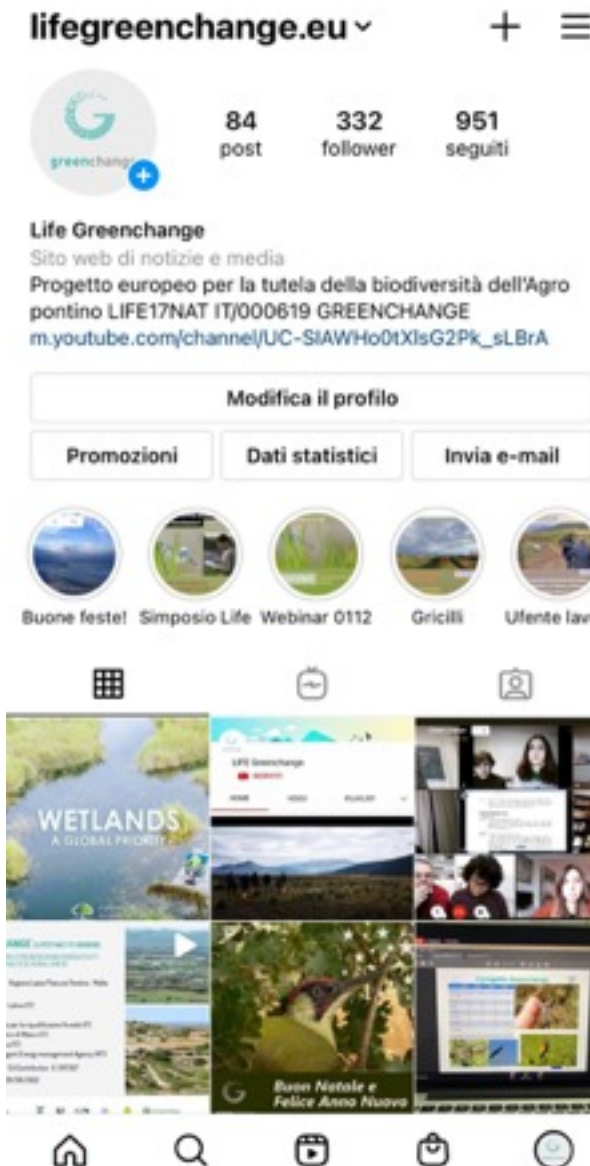 lifegreenchange.eu
84 332 951
post follower seguiti
greenchange
Life Greenchange
Sito web di notizie e media
Progetto europeo per la tutela della biodiversità dell'Agro
pontino LIFE17NAT IT/000619 GREENCHANGE
m.youtube.com/channel/UC-SIAWHo0tXlsG2Pk_sLBrA
Modifica il profilo
Promozioni Dati statistici Invia e-mail
Buone feste! Simposio Life Webinar 0112 Gricilli Ufente lav
WETLANDS
A GLOBAL PRIORITY
LIFE Greenchange
HOME VIDEO PLAYLIST
Buon Natale e
Felice Anno Nuovo